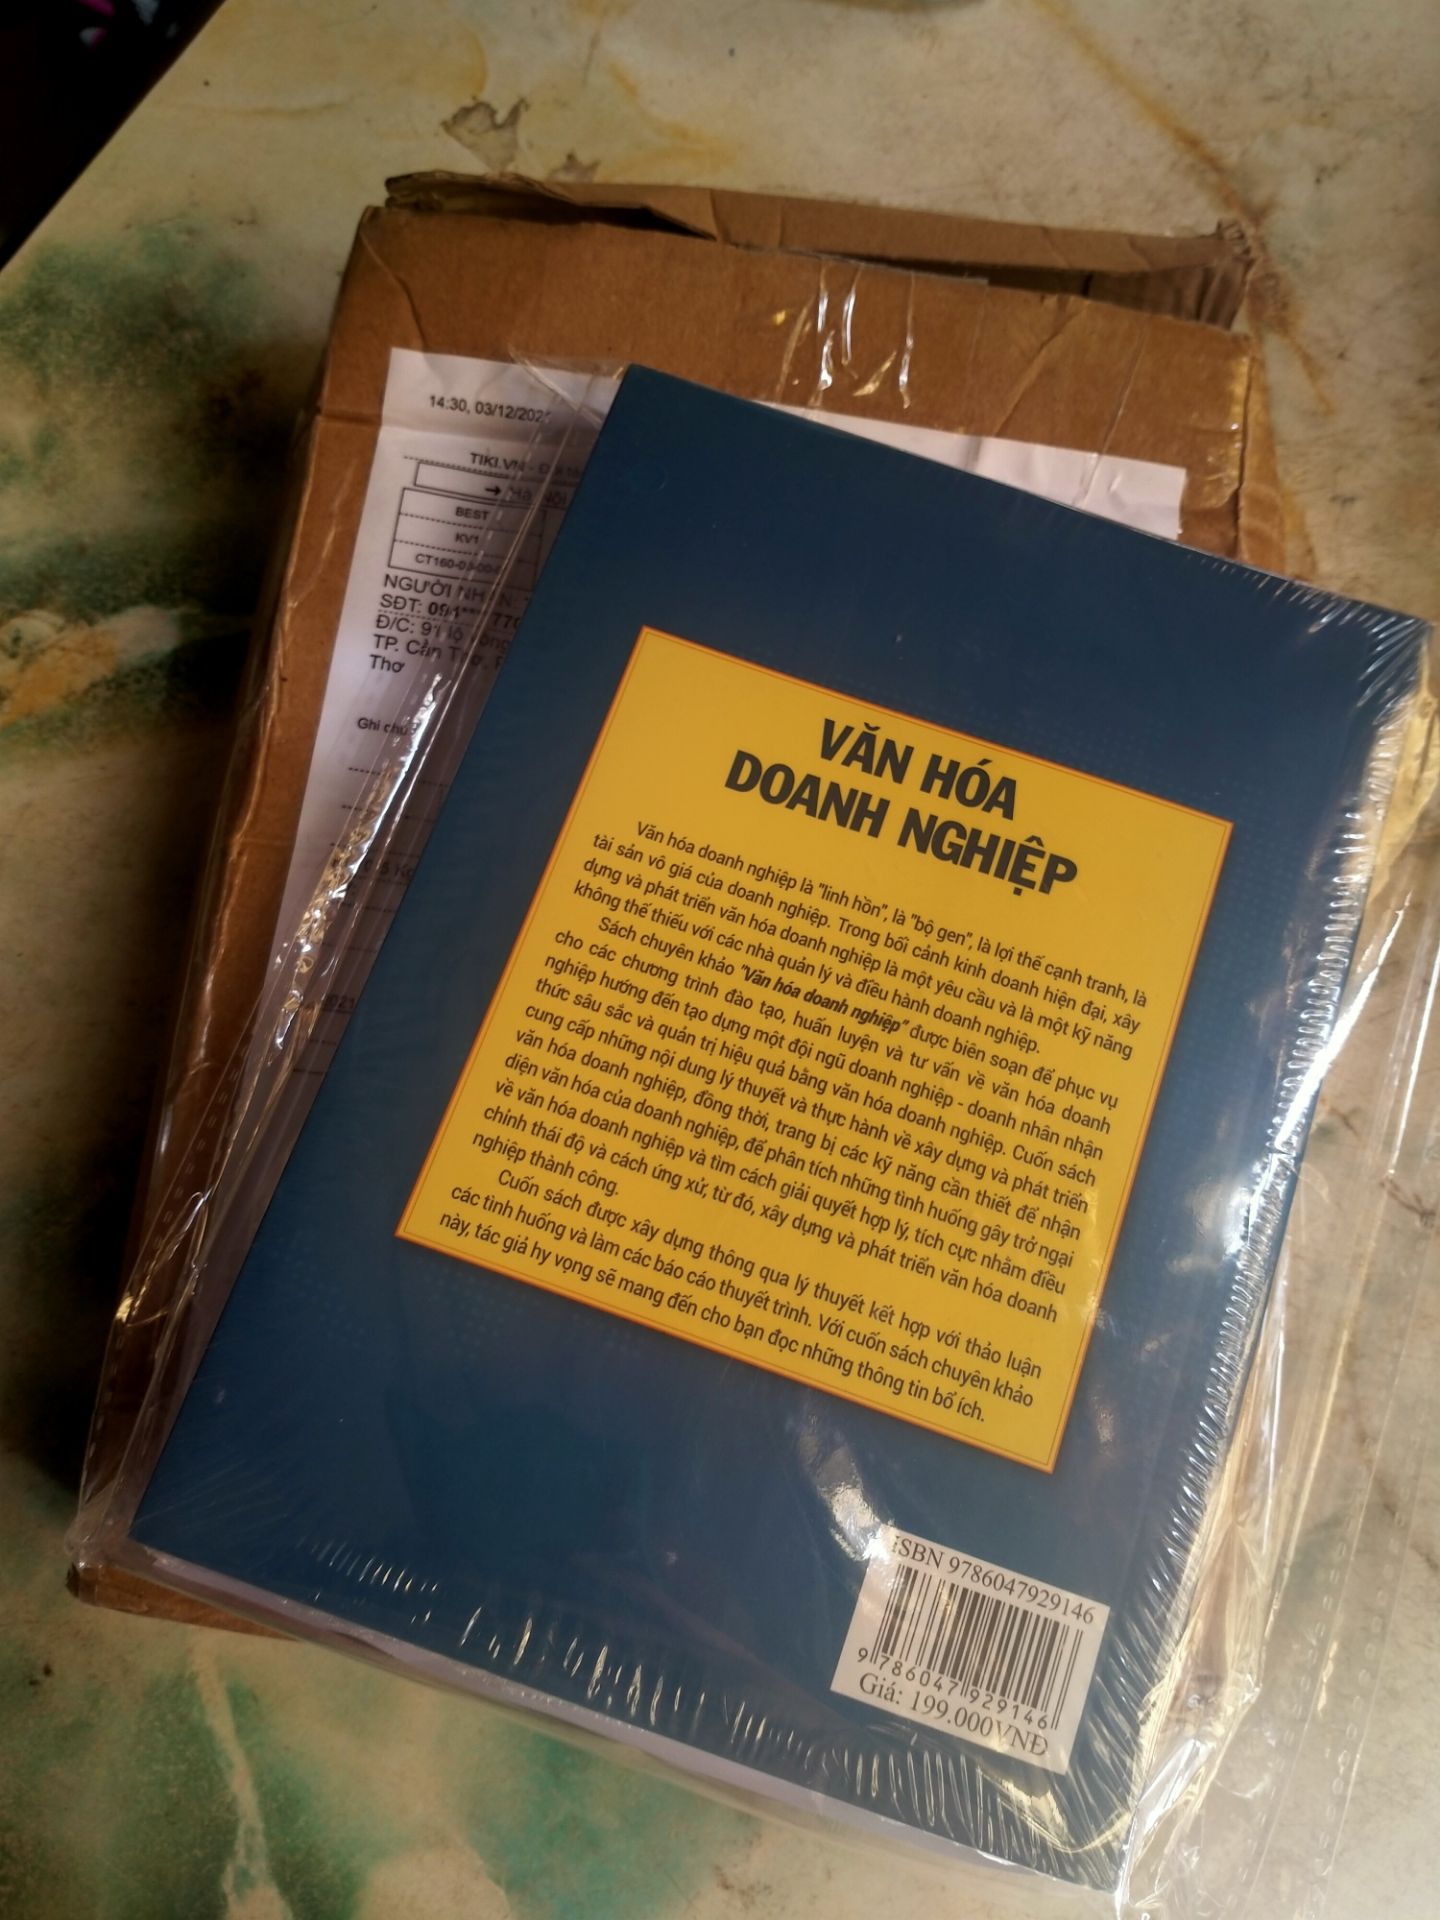 14:30, 03/12/202
TIKI.VN -
→ Hà Nội
BEST
KV1
CT160-03-00-
NGƯỜI NHẬN:
SĐT: 091*** 770
Đ/C: 91 lộ
TP. Cần Thơ,
Thơ
Ghi chú:
VĂN HÓA
DOANH NGHIỆP
Văn hóa doanh nghiệp là "linh hồn", là "bộ gen", là lợi thế cạnh tranh, là
tài sản vô giá của doanh nghiệp. Trong bối cảnh kinh doanh hiện đại, xây
dựng và phát triển văn hóa doanh nghiệp là một yêu cầu và là một kỹ năng
không thể thiếu với các nhà quản lý và điều hành doanh nghiệp.
Sách chuyên khảo "Văn hóa doanh nghiệp" được biên soạn để phục vụ
cho các chương trình đào tạo, huấn luyện và tư vấn về văn hóa doanh
nghiệp hướng đến tạo dựng một đội ngũ doanh nghiệp - doanh nhân nhận
thức sâu sắc và quản trị hiệu quả bằng văn hóa doanh nghiệp. Cuốn sách
cung cấp những nội dung lý thuyết và thực hành về xây dựng và phát triển
văn hóa doanh nghiệp, đồng thời, trang bị các kỹ năng cần thiết để nhận
diện văn hóa của doanh nghiệp, để phân tích những tình huống gây trở ngại
về văn hóa doanh nghiệp và tìm cách giải quyết hợp lý, tích cực nhằm điều
chỉnh thái độ và cách ứng xử, từ đó, xây dựng và phát triển văn hóa doanh
nghiệp thành công.
Cuốn sách được xây dựng thông qua lý thuyết kết hợp với thảo luận
các tình huống và làm các báo cáo thuyết trình. Với cuốn sách chuyên khảo
này, tác giả hy vọng sẽ mang đến cho bạn đọc những thông tin bổ ích.
ISBN 9786047929146
9 786047 929146
Giá: 199.000VNĐ